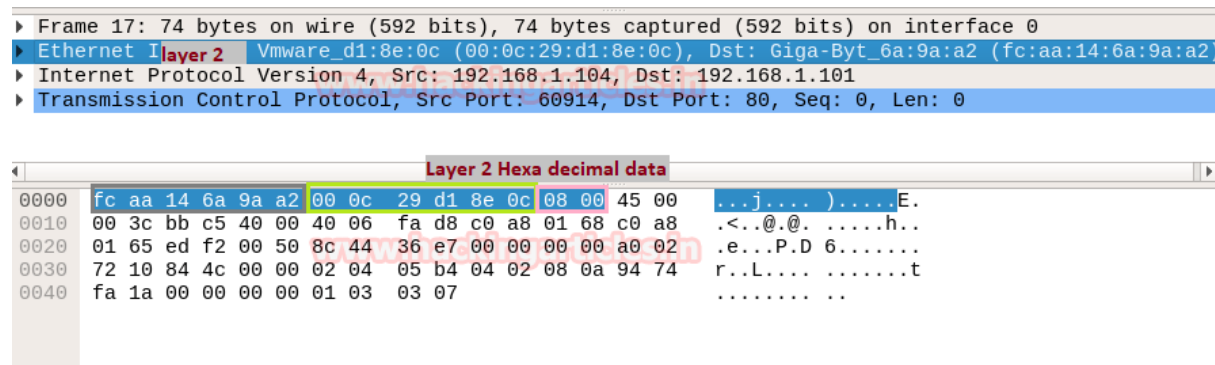 Frame 17: 74 bytes on wire (592 bits), 74 bytes captured (592 bits) on interface 0
Ethernet I layer 2 Vmware_d1:8e:0c (00:0c:29:d1:8e:0c), Dst: Giga-Byt_6a:9a:a2 (fc:aa:14:6a:9a:a2)
Internet Protocol Version 4, Src: 192.168.1.104, Dst: 192.168.1.101
www.hackingarticles.in
Transmission Control Protocol, Src Port: 60914, Dst Port: 80, Seq: 0, Len: 0
Layer 2 Hexa decimal data
0000 fc aa 14 6a 9a a2 00 0c 29 d1 8e 0c 08 00 45 00 ...j.... ).....E.
0010 00 3c bb c5 40 00 40 06 fa d8 c0 a8 01 68 c0 a8 .<..@.@. .....h..
0020 01 65 ed f2 00 50 8c 44 36 e7 00 00 00 00 a0 02 .e...P.D 6.......
www.hackingarticles.in
0030 72 10 84 4c 00 00 02 04 05 b4 04 02 08 0a 94 74 r..L.... .......t
0040 fa 1a 00 00 00 00 01 03 03 07 ........ ..